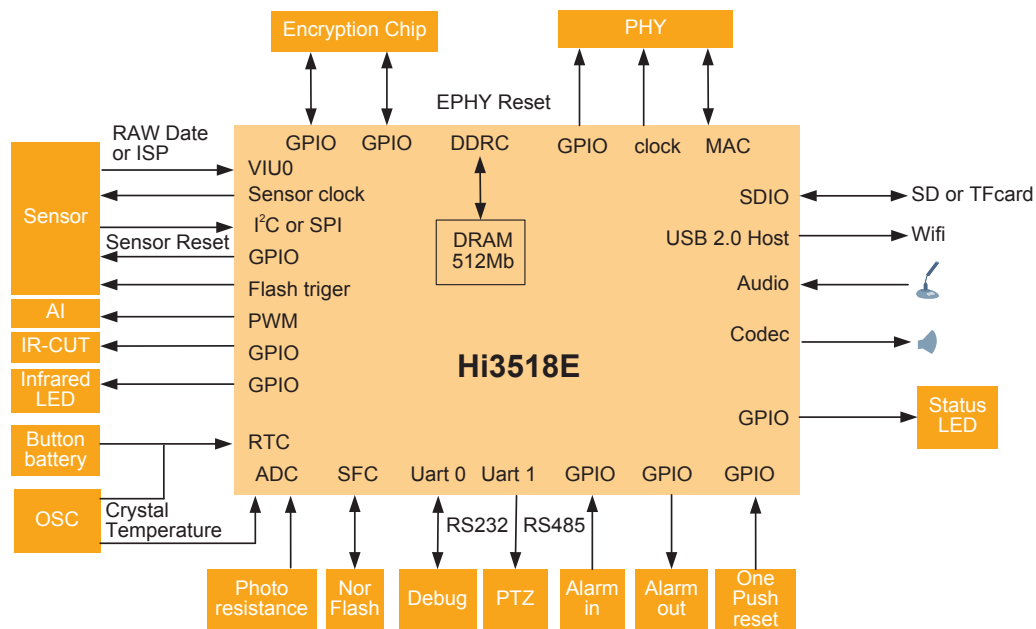 Encryption Chip
PHY
EPHY Reset
GPIO GPIO DDRC GPIO clock MAC
RAW Date
or ISP
VIU0
Sensor
Sensor clock
I²C or SPI
Sensor Reset
GPIO
Flash triger
AI
PWM
IR-CUT
GPIO
Infrared
LED
GPIO
DRAM
512Mb
Hi3518E
SDIO
SD or TFcard
USB 2.0 Host
Wifi
Audio
Codec
GPIO
Status
LED
Button
battery
RTC
OSC
Crystal
Temperature
ADC SFC Uart 0 Uart 1 GPIO GPIO GPIO
RS232 RS485
Photo
resistance
Nor
Flash
Debug
PTZ
Alarm
in
Alarm
out
One
Push
reset